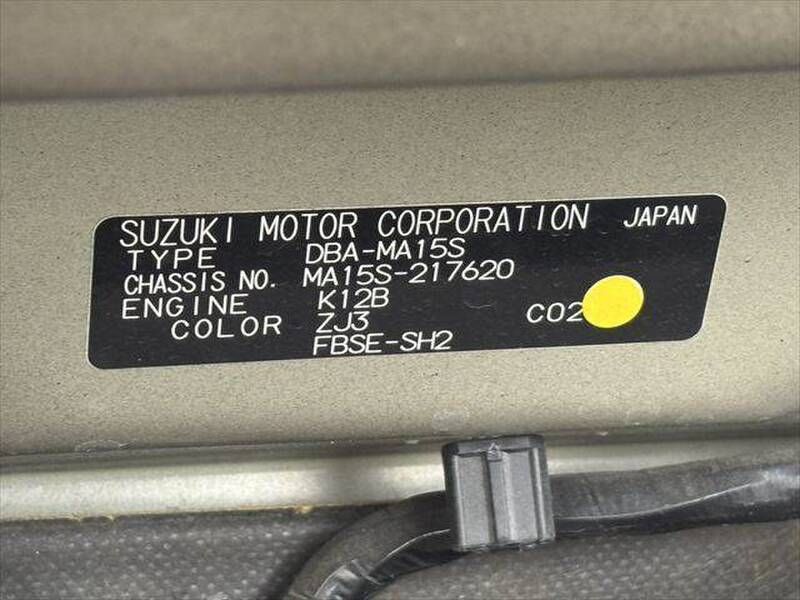 SUZUKI MOTOR CORPORATION JAPAN
TYPE DBA-MA15S
CHASSIS NO. MA15S-217620
ENGINE K12B
COLOR ZJ3 CO2
FBSE-SH2